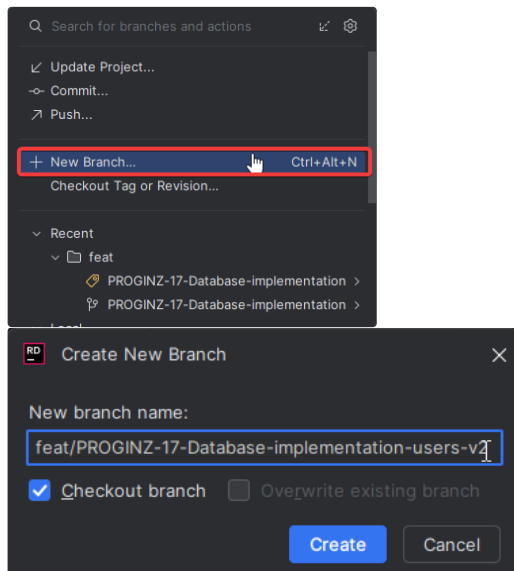 Search for branches and actions
Update Project...
Commit...
Push...
New Branch... Ctrl+Alt+N
Checkout Tag or Revision...
Recent
feat
PROGINZ-17-Database-implementation
PROGINZ-17-Database-implementation
Local
RD
Create New Branch
New branch name:
feat/PROGINZ-17-Database-implementation-users-v2
Checkout branch Overwrite existing branch
Create Cancel